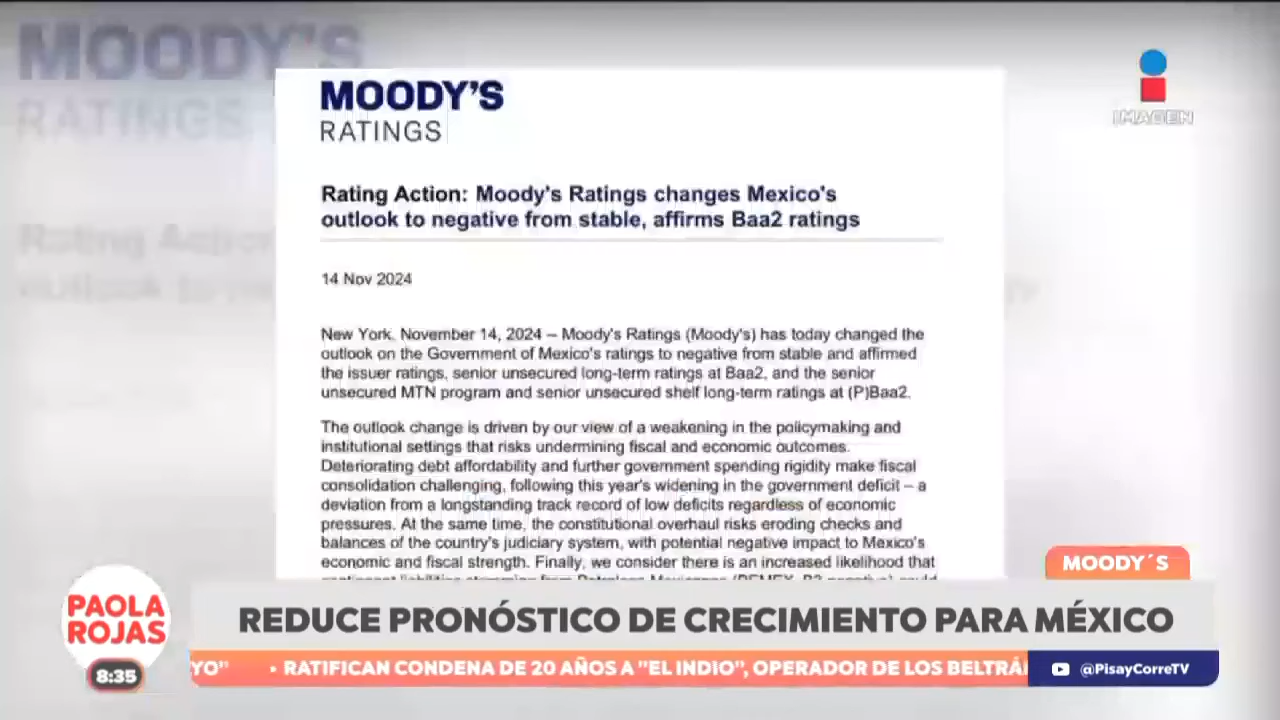 MOODY'S
RATINGS
MOODY'S
RATINGS
IMAGEN
Rating Action: Moody's Ratings changes Mexico's
outlook to negative from stable, affirms Baa2 ratings
Rating Action
14 Nov 2024
New York, November 14, 2024 – Moody's Ratings (Moody's) has today changed the
outlook on the Government of Mexico's ratings to negative from stable and affirmed
the issuer ratings, senior unsecured long-term ratings at Baa2, and the senior
unsecured MTN program and senior unsecured shelf long-term ratings at (P)Baa2.
The outlook change is driven by our view of a weakening in the policymaking and
institutional settings that risks undermining fiscal and economic outcomes.
Deteriorating debt affordability and further government spending rigidity make fiscal
consolidation challenging, following this year's widening in the government deficit – a
deviation from a longstanding track record of low deficits regardless of economic
pressures. At the same time, the constitutional overhaul risks eroding checks and
balances of the country's judiciary system, with potential negative impact to Mexico's
economic and fiscal strength. Finally, we consider there is an increased likelihood that
MOODY´S
PAOLA
ROJAS
REDUCE PRONÓSTICO DE CRECIMIENTO PARA MÉXICO
8:35
YO" • RATIFICAN CONDENA DE 20 AÑOS A "EL INDIO", OPERADOR DE LOS BELTRÁ
@PisayCorreTV